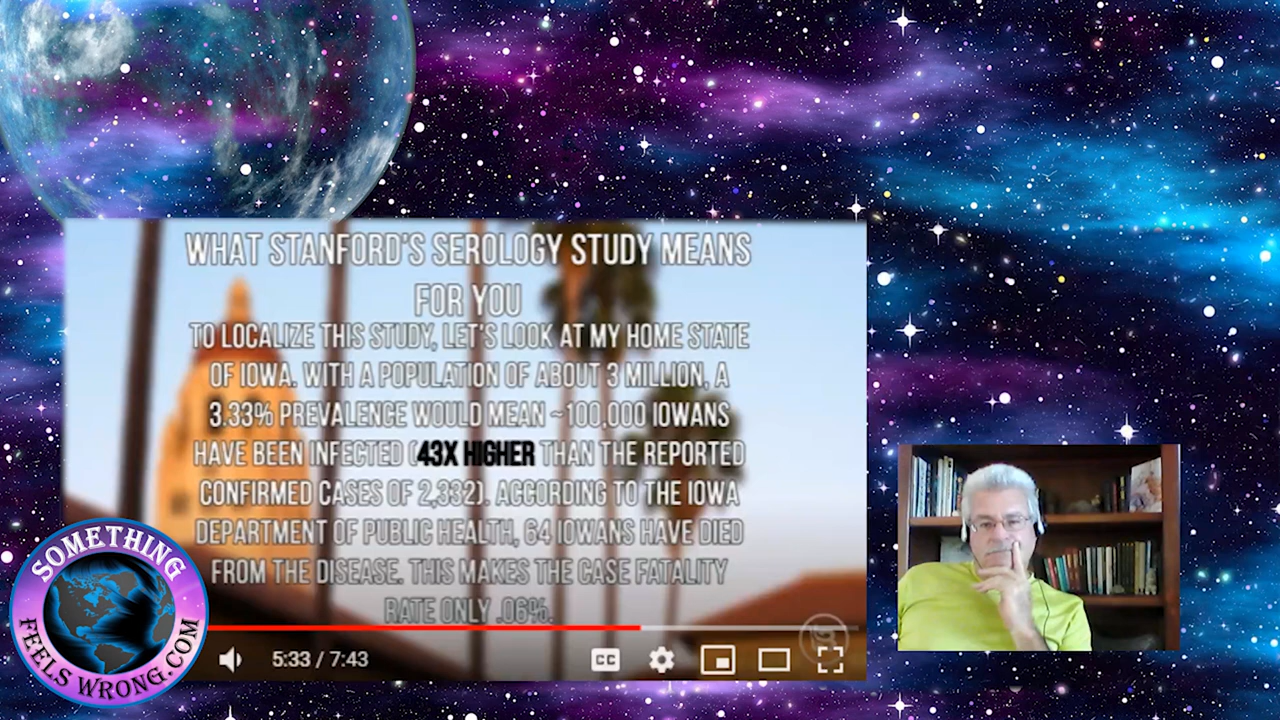 WHAT STANFORD'S SEROLOGY STUDY MEANS
FOR YOU
TO LOCALIZE THIS STUDY, LET'S LOOK AT MY HOME STATE
OF IOWA. WITH A POPULATION OF ABOUT 3 MILLION, A
3.33% PREVALENCE WOULD MEAN ~100,000 IOWANS
HAVE BEEN INFECTED (43X HIGHER THAN THE REPORTED
CONFIRMED CASES OF 2,332). ACCORDING TO THE IOWA
DEPARTMENT OF PUBLIC HEALTH, 64 IOWANS HAVE DIED
FROM THE DISEASE. THIS MAKES THE CASE FATALITY
RATE ONLY .06%.
5:33 / 7:43
CC
SOMETHING
FEELS WRONG.COM